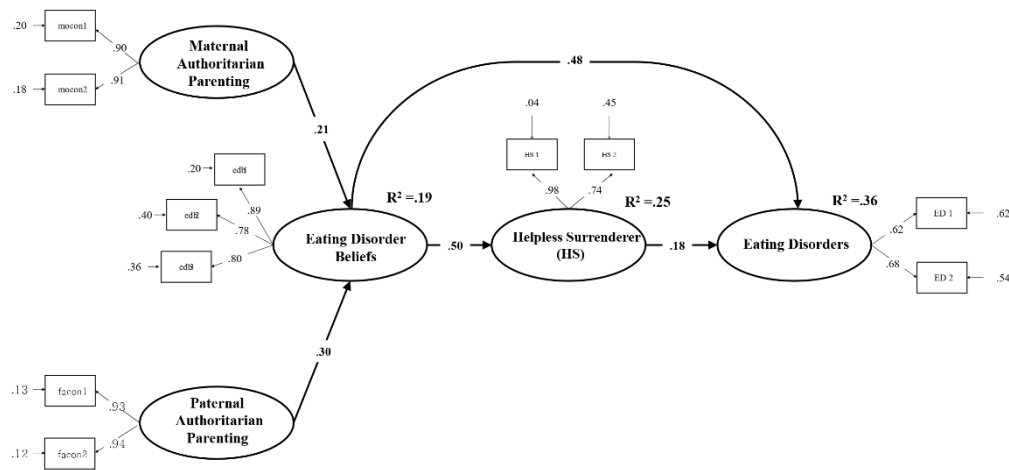 .20
mocon1
.90
Maternal
Authoritarian
Parenting
.91
.18
mocon2
.48
.21
.04
.45
HS 1
HS 2
.98
.74
.20
edb1
.89
R² =.19
R² =.25
R² =.36
.40
edb2
.78
ED 1
.62
.62
Eating Disorder
Beliefs
.50
Helpless Surrenderer
(HS)
.18
Eating Disorders
.36
edb3
.80
.68
ED 2
.54
.30
.13
facon1
.93
Paternal
Authoritarian
Parenting
.94
.12
facon2